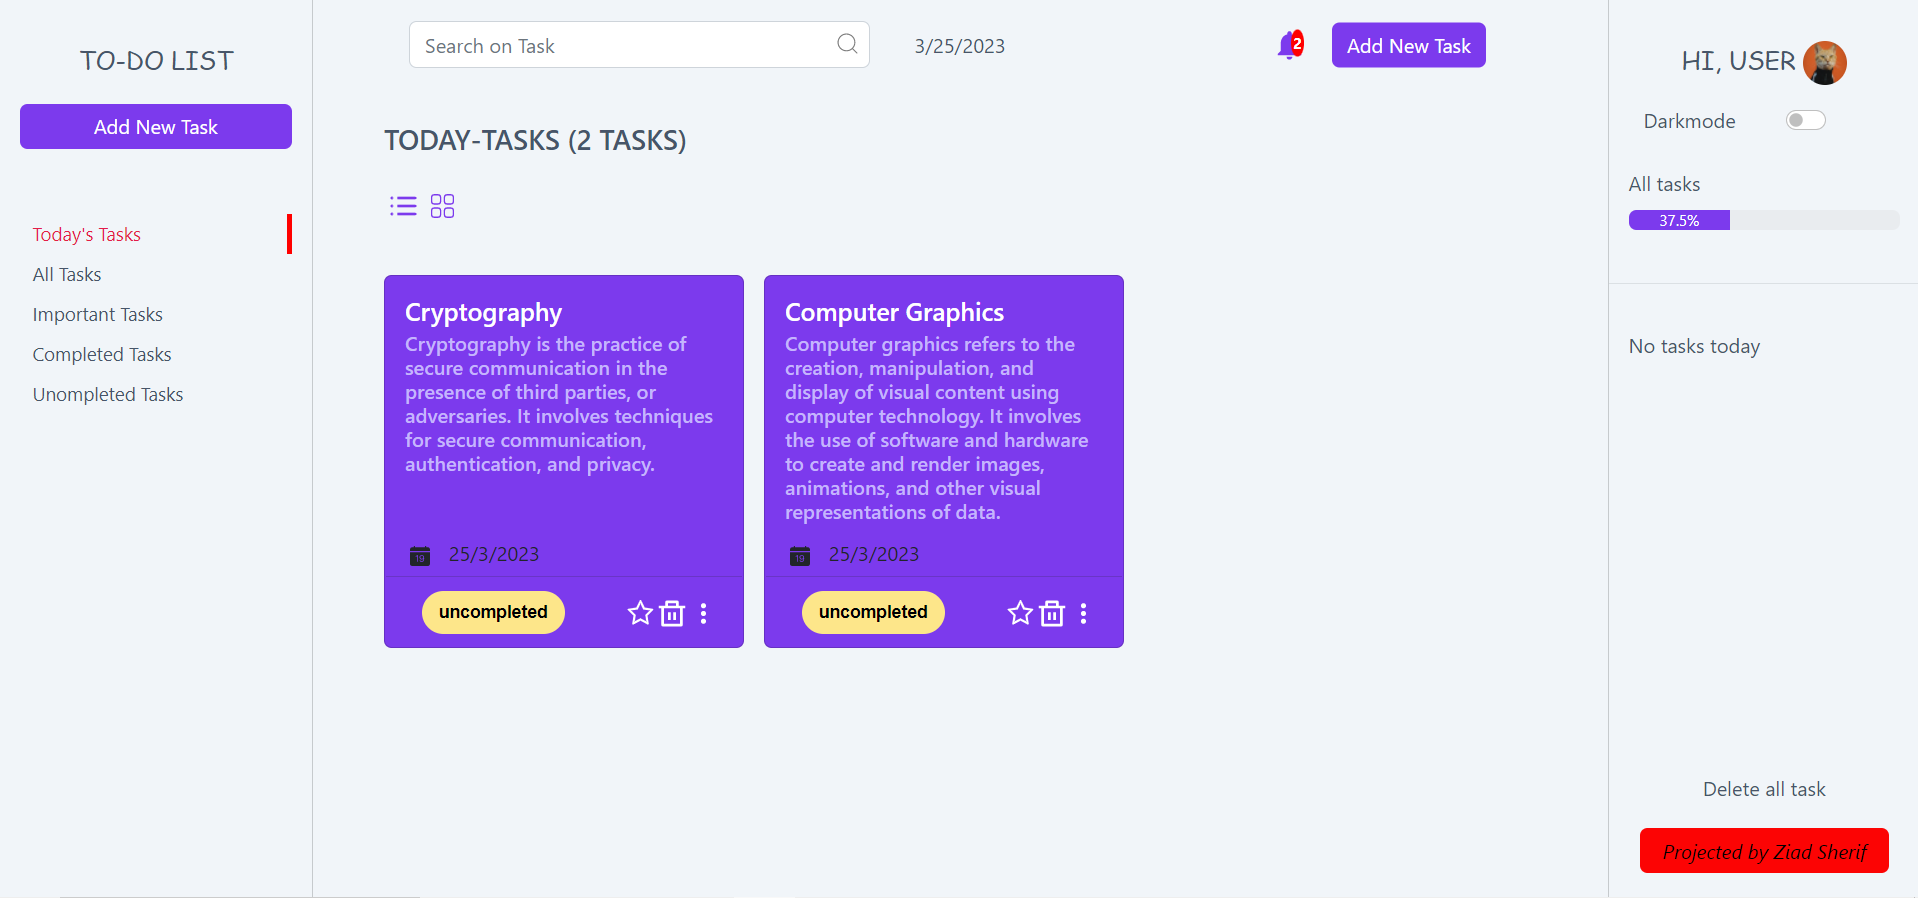 TO-DO LIST
Add New Task
Today's Tasks
All Tasks
Important Tasks
Completed Tasks
Unompleted Tasks
Search on Task
3/25/2023
2
Add New Task
TODAY-TASKS (2 TASKS)
Cryptography
Cryptography is the practice of
secure communication in the
presence of third parties, or
adversaries. It involves techniques
for secure communication,
authentication, and privacy.
19
25/3/2023
uncompleted
Computer Graphics
Computer graphics refers to the
creation, manipulation, and
display of visual content using
computer technology. It involves
the use of software and hardware
to create and render images,
animations, and other visual
representations of data.
19
25/3/2023
uncompleted
HI, USER
Darkmode
All tasks
37.5%
No tasks today
Delete all task
Projected by Ziad Sherif